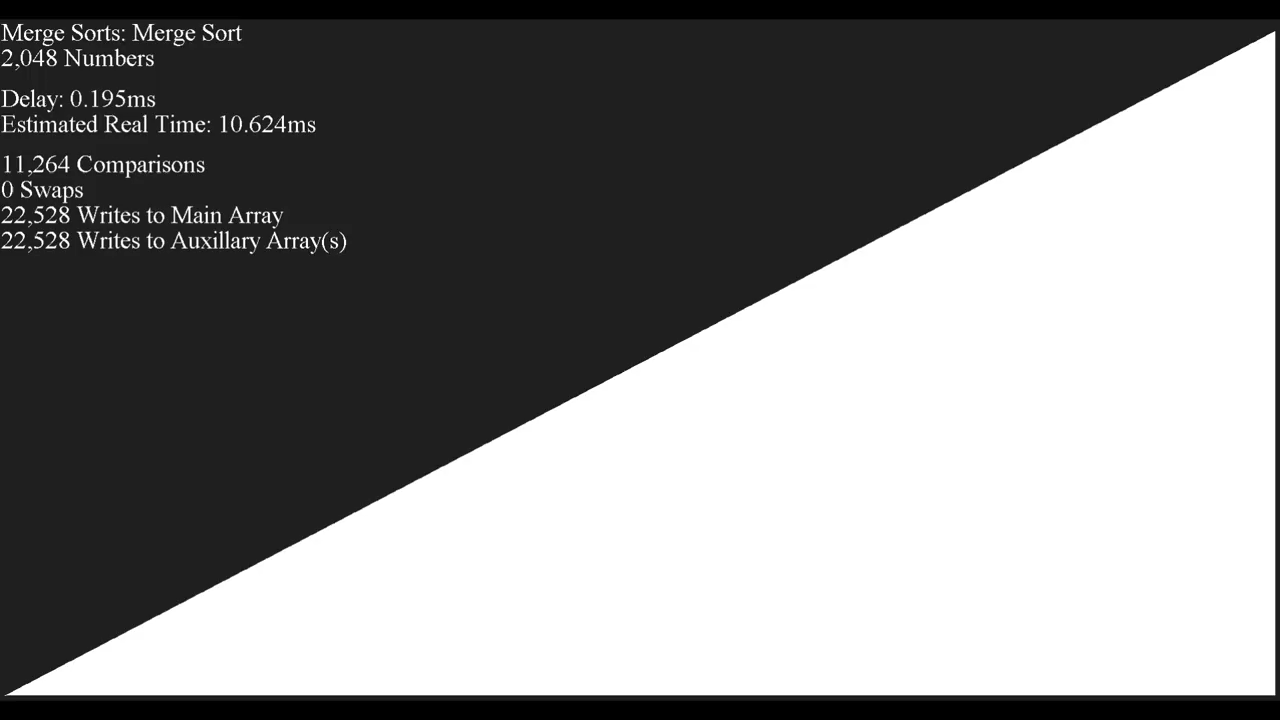 Merge Sorts: Merge Sort
2,048 Numbers
Delay: 0.195ms
Estimated Real Time: 10.624ms
11,264 Comparisons
0 Swaps
22,528 Writes to Main Array
22,528 Writes to Auxillary Array(s)